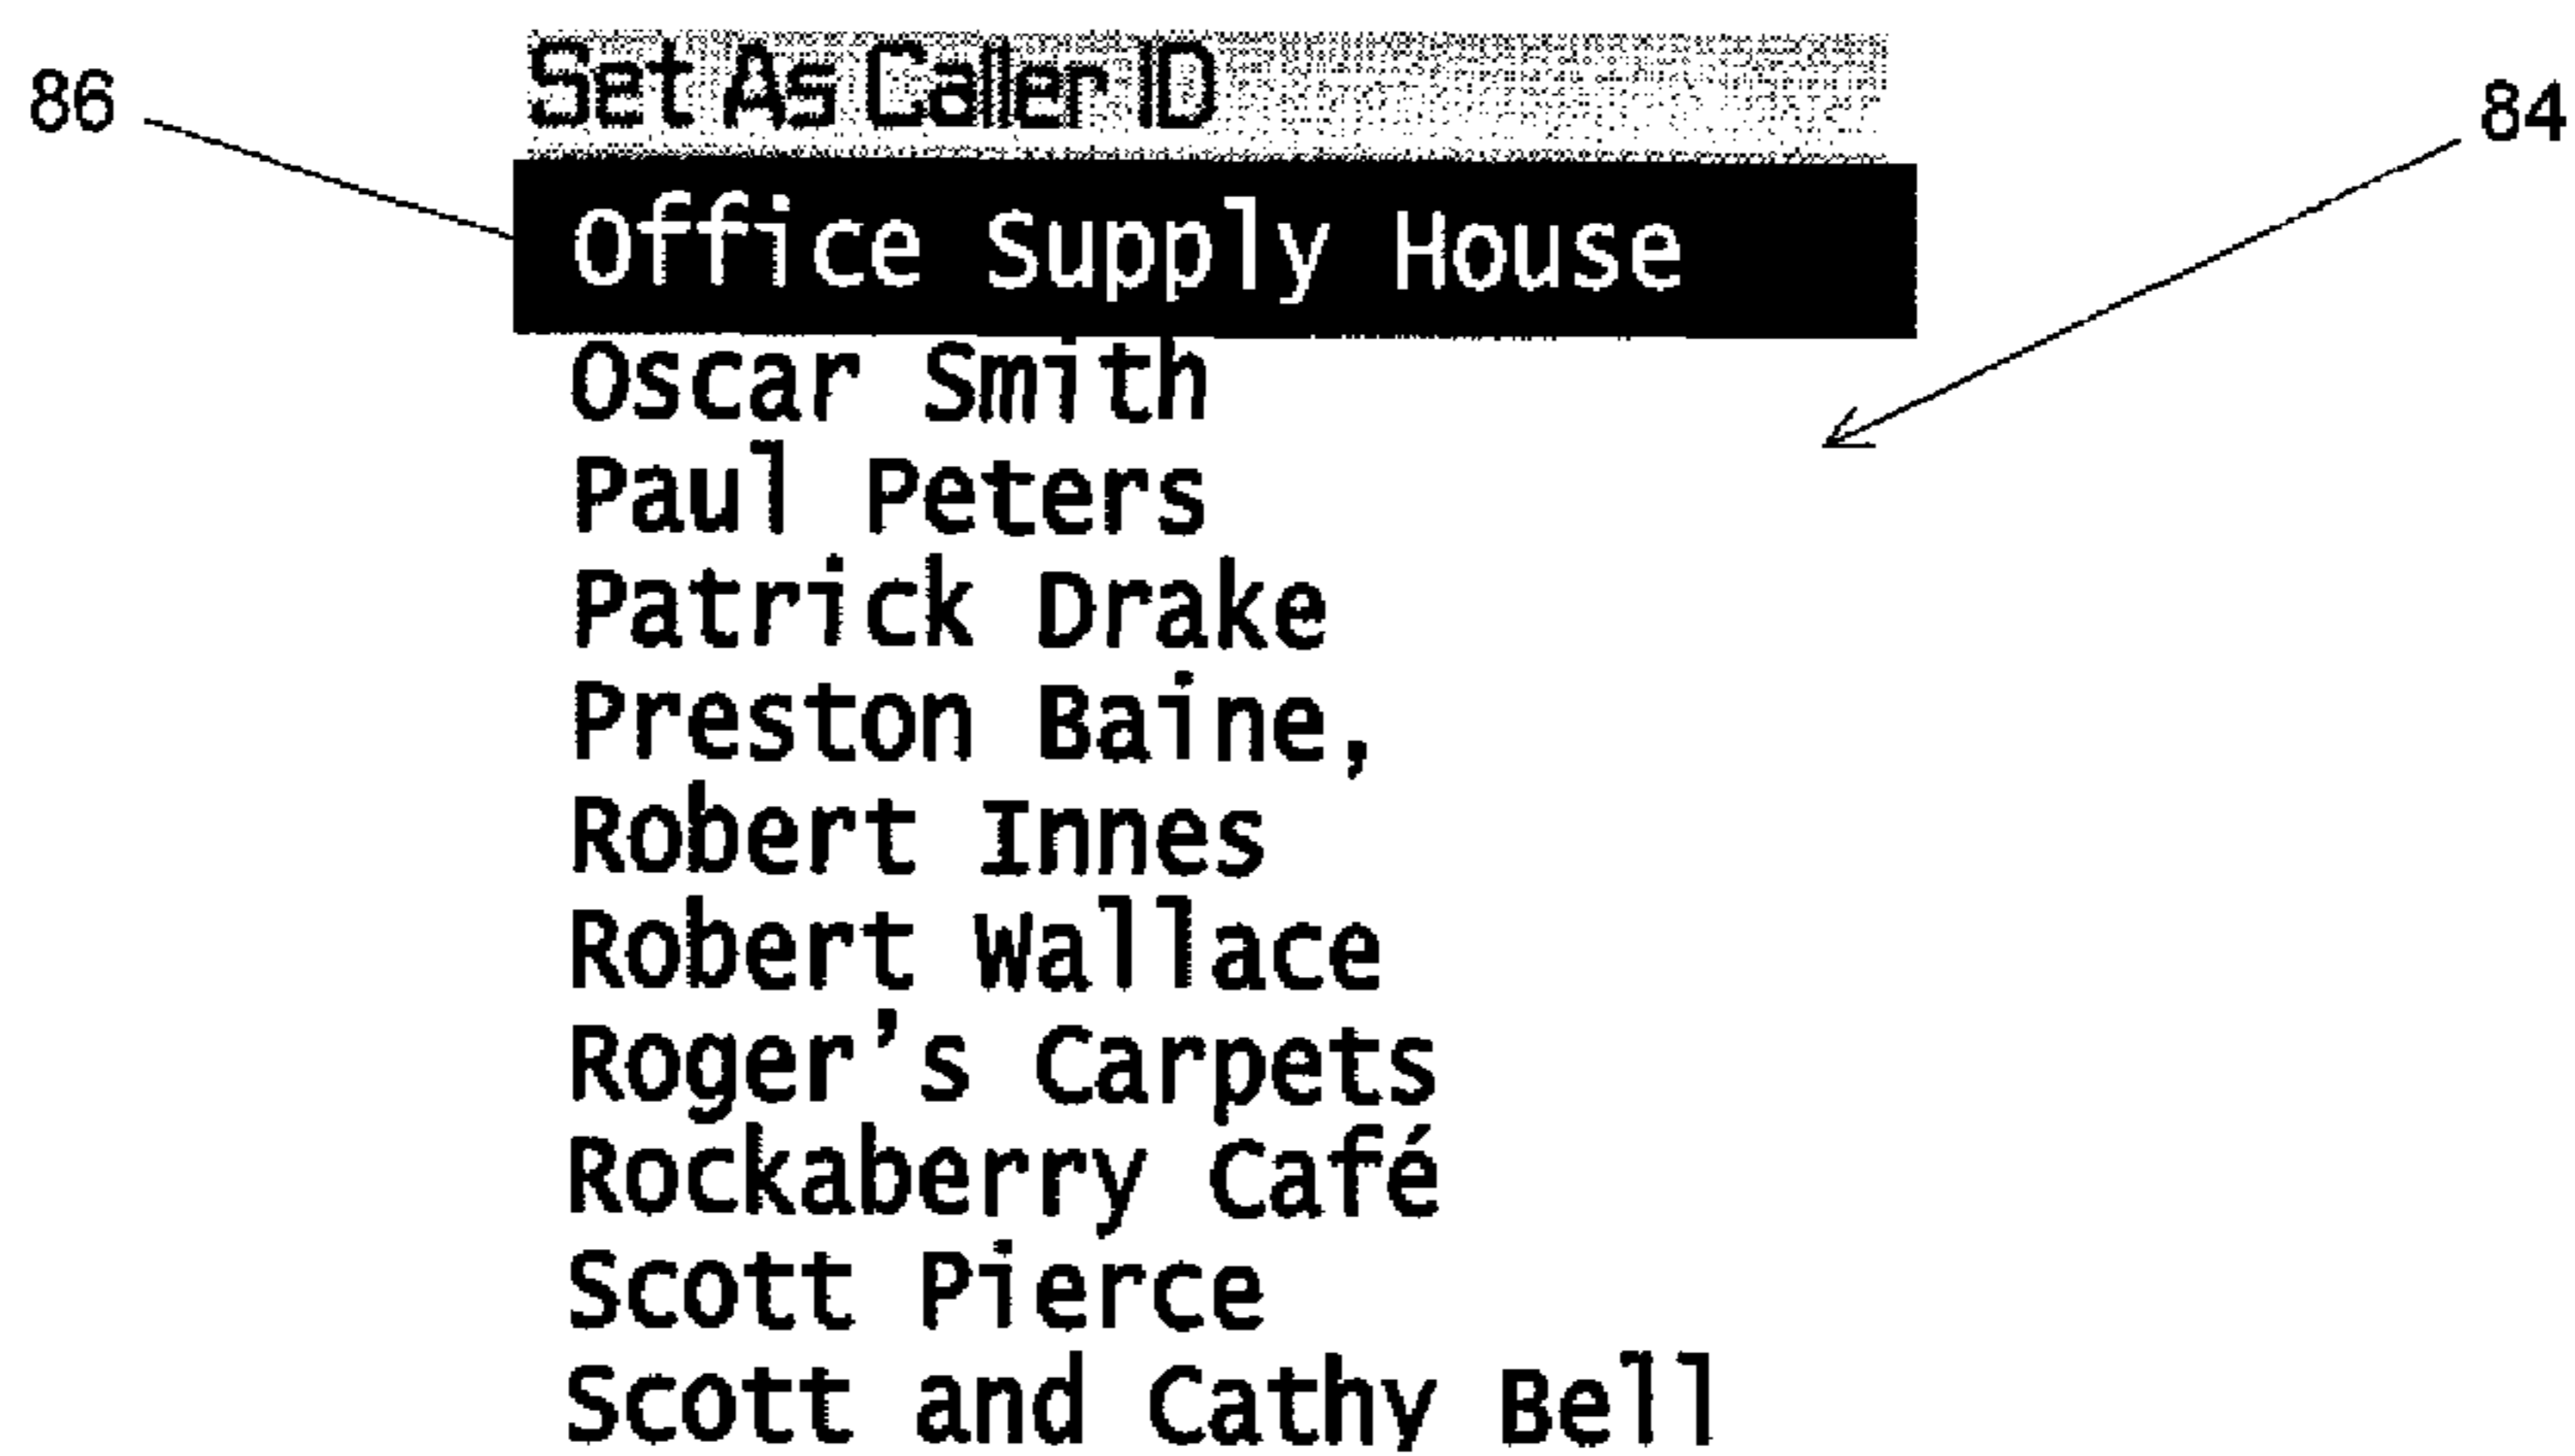 Set As Caller ID
86
84
Office Supply House
Oscar Smith
Paul Peters
Patrick Drake
Preston Baine,
Robert Innes
Robert Wallace
Roger's Carpets
Rockaberry Café
Scott Pierce
Scott and Cathy Bell